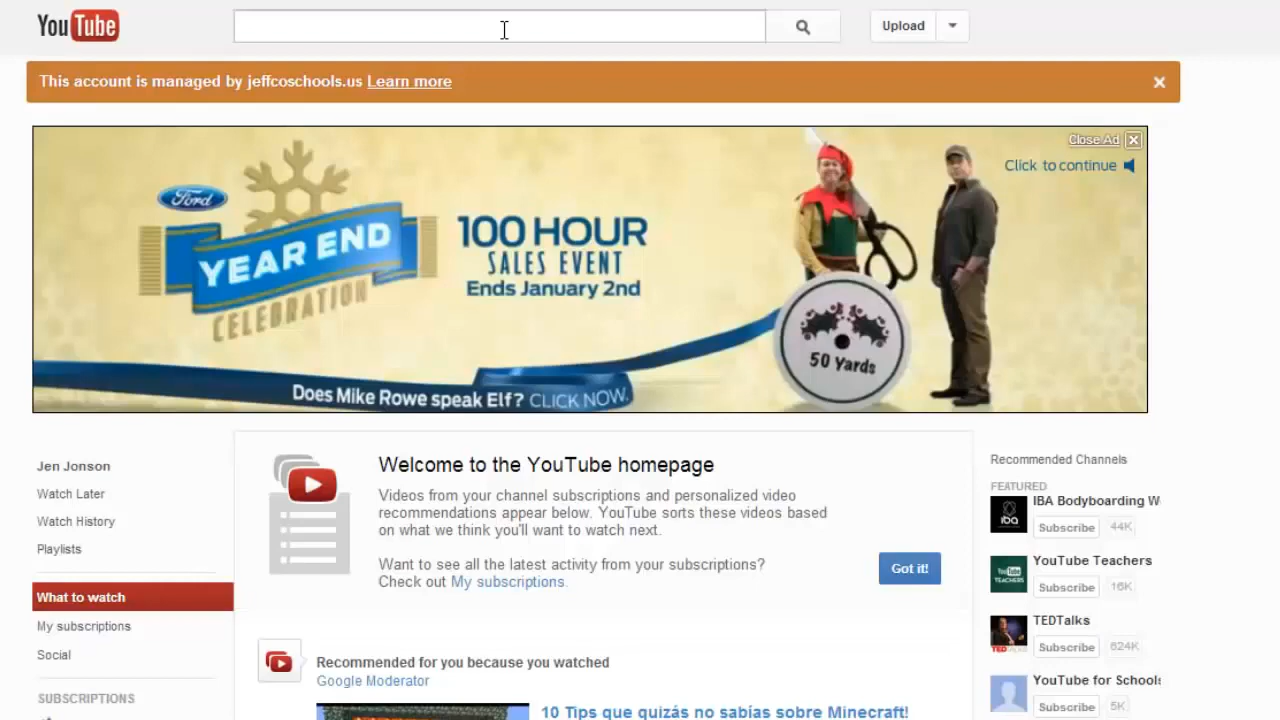 YouTube
Upload
This account is managed by jeffcoschools.us Learn more
Close Ad
Click to continue
Ford
YEAR END
CELEBRATION
100 HOUR
SALES EVENT
Ends January 2nd
50 Yards
Does Mike Rowe speak Elf? CLICK NOW.
Jen Jonson
Watch Later
Watch History
Playlists
What to watch
My subscriptions
Social
SUBSCRIPTIONS
Welcome to the YouTube homepage
Videos from your channel subscriptions and personalized video
recommendations appear below. YouTube sorts these videos based
on what we think you'll want to watch next.
Want to see all the latest activity from your subscriptions?
Check out My subscriptions.
Got it!
Recommended for you because you watched
Google Moderator
10 Tips que quizás no sabías sobre Minecraft!
Recommended Channels
FEATURED
iba
IBA Bodyboarding W
Subscribe 44K
YouTube TEACHERS
YouTube Teachers
Subscribe 16K
TED
TEDTalks
Subscribe 624K
YouTube for Schools
Subscribe 5K